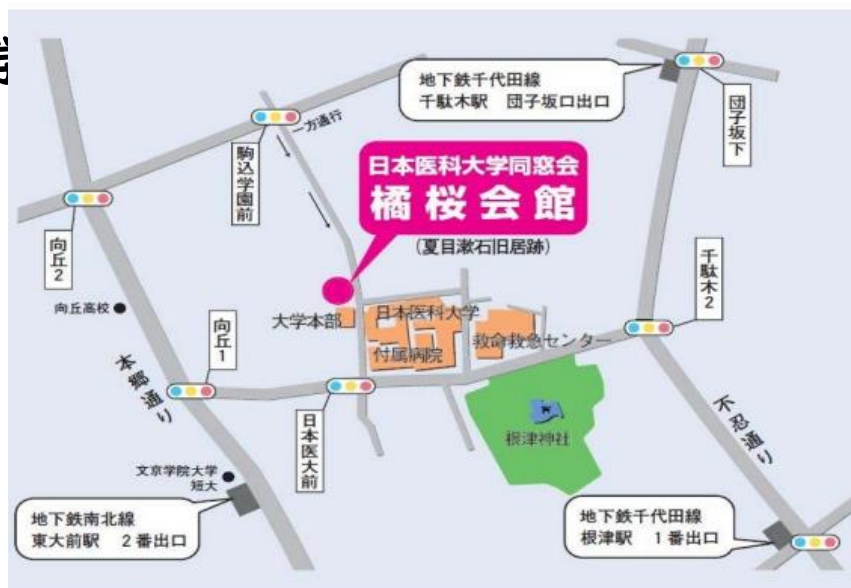 地下鉄千代田線
千駄木駅 団子坂口出口
団子坂下
一方通行
駒込学園前
日本医科大学同窓会
橘桜会館
(夏目漱石旧居跡)
向丘2
千駄木2
向丘高校
向丘1
大学本部
日本医科大学
付属病院
救命救急センター
本郷通り
日本医大前
根津神社
不忍通り
文京学院大学
短大
地下鉄南北線
東大前駅 2番出口
地下鉄千代田線
根津駅 1番出口